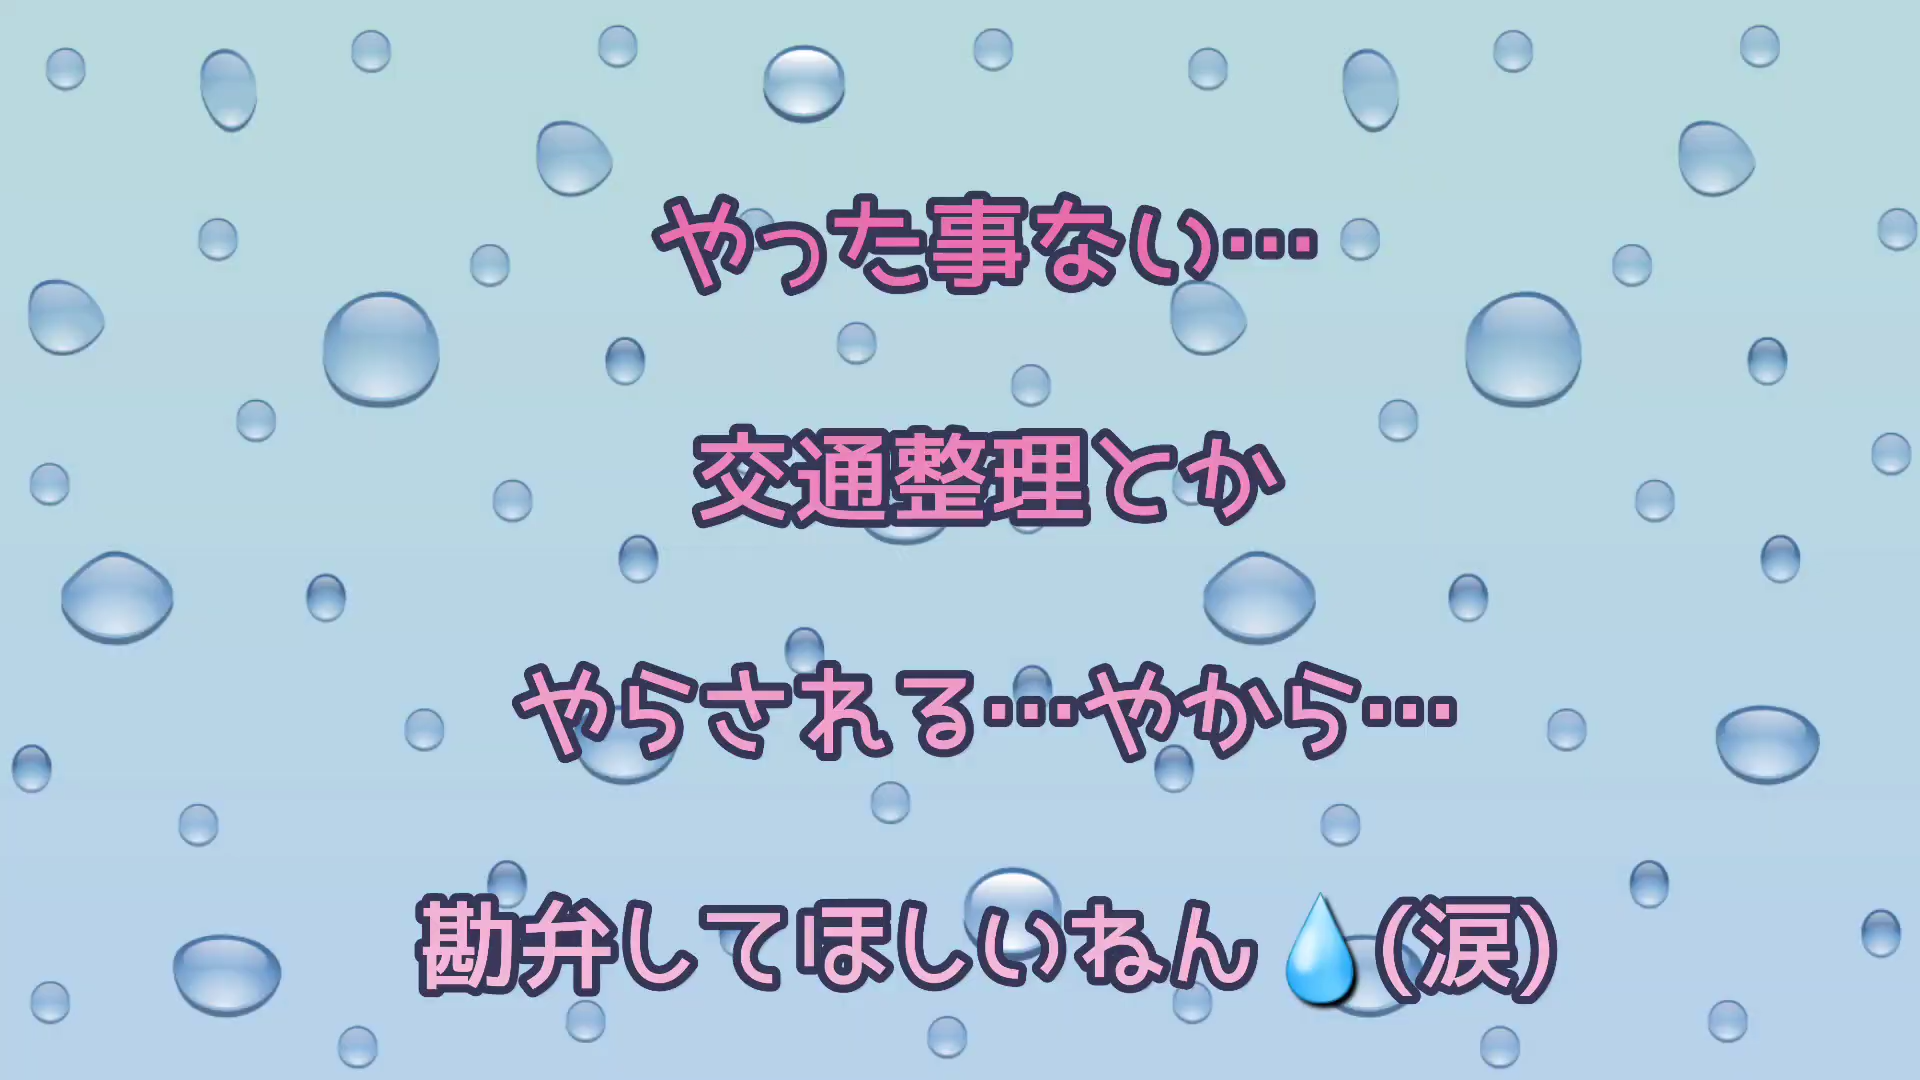 やった事ない…
交通整理とか
やらされる…やから…
勘弁してほしいねん💧(涙)